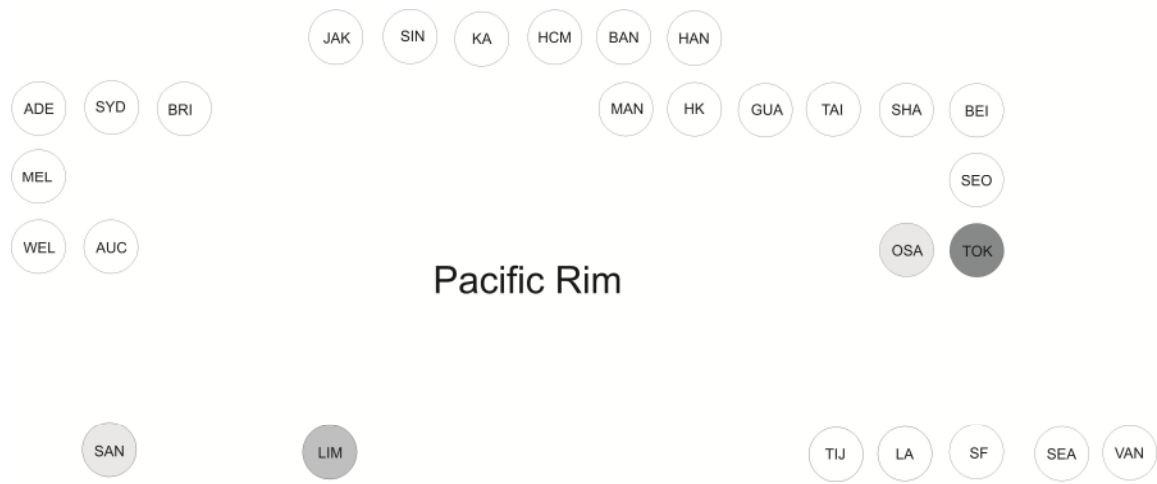 JAK SIN KA HCM BAN HAN
ADE SYD BRI MAN HK GUA TAI SHA BEI
MEL SEO
WEL AUC OSA TOK
Pacific Rim
SAN LIM TIJ LA SF SEA VAN